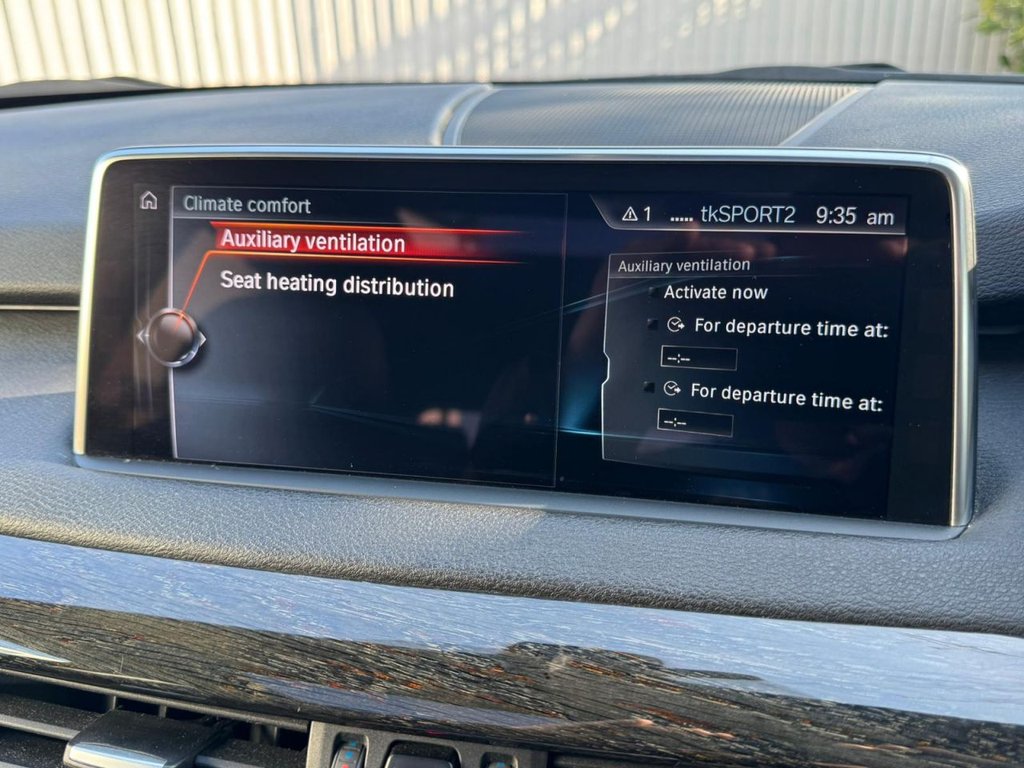 Climate comfort
Auxiliary ventilation
Seat heating distribution
1 ..... tkSPORT2 9:35 am
Auxiliary ventilation
Activate now
For departure time at:
--:--
For departure time at:
--:--